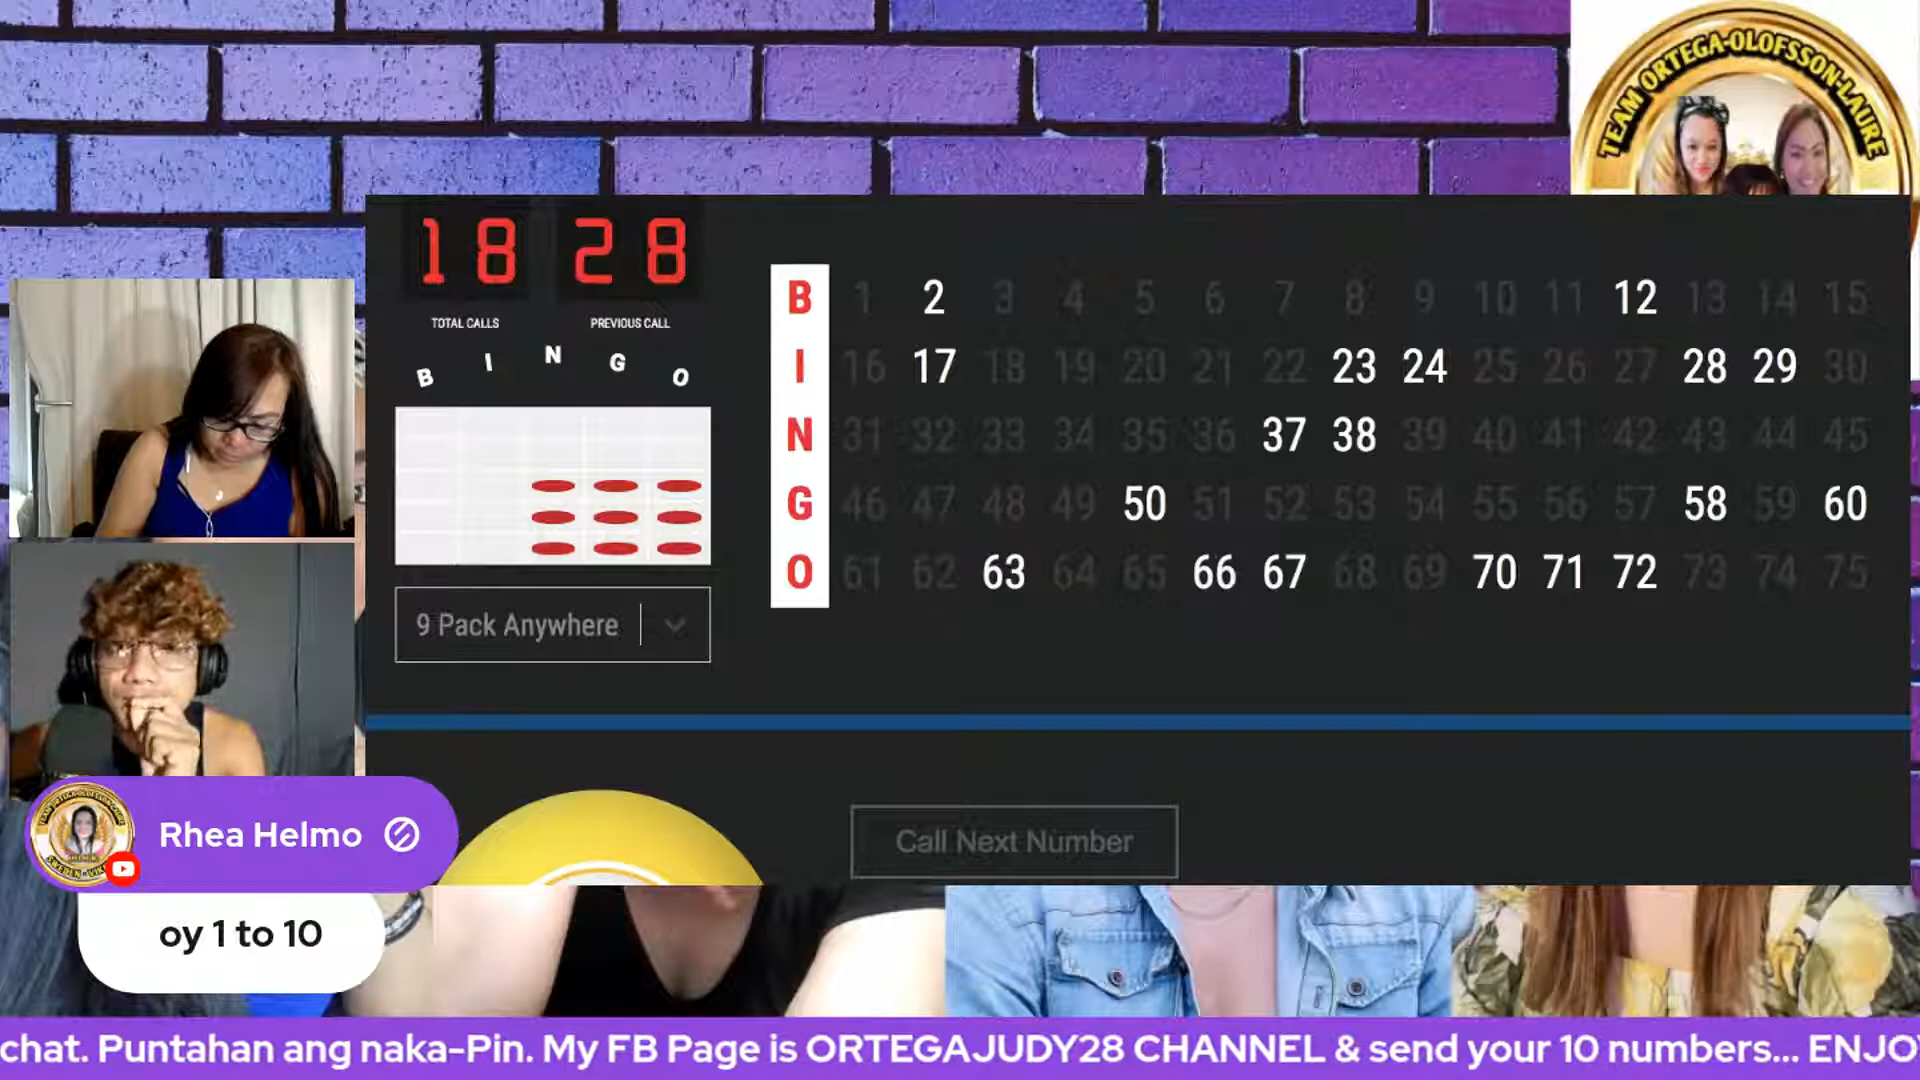 TEAM ORTEGA-OLOFSSON-LAURE
18 28
TOTAL CALLS PREVIOUS CALL
B I N G O
9 Pack Anywhere
B 1 2 3 4 5 6 7 8 9 10 11 12 13 14 15
I 16 17 18 19 20 21 22 23 24 25 26 27 28 29 30
N 31 32 33 34 35 36 37 38 39 40 41 42 43 44 45
G 46 47 48 49 50 51 52 53 54 55 56 57 58 59 60
O 61 62 63 64 65 66 67 68 69 70 71 72 73 74 75
Call Next Number
Rhea Helmo
oy 1 to 10
chat. Puntahan ang naka-Pin. My FB Page is ORTEGAJUDY28 CHANNEL & send your 10 numbers... ENJO